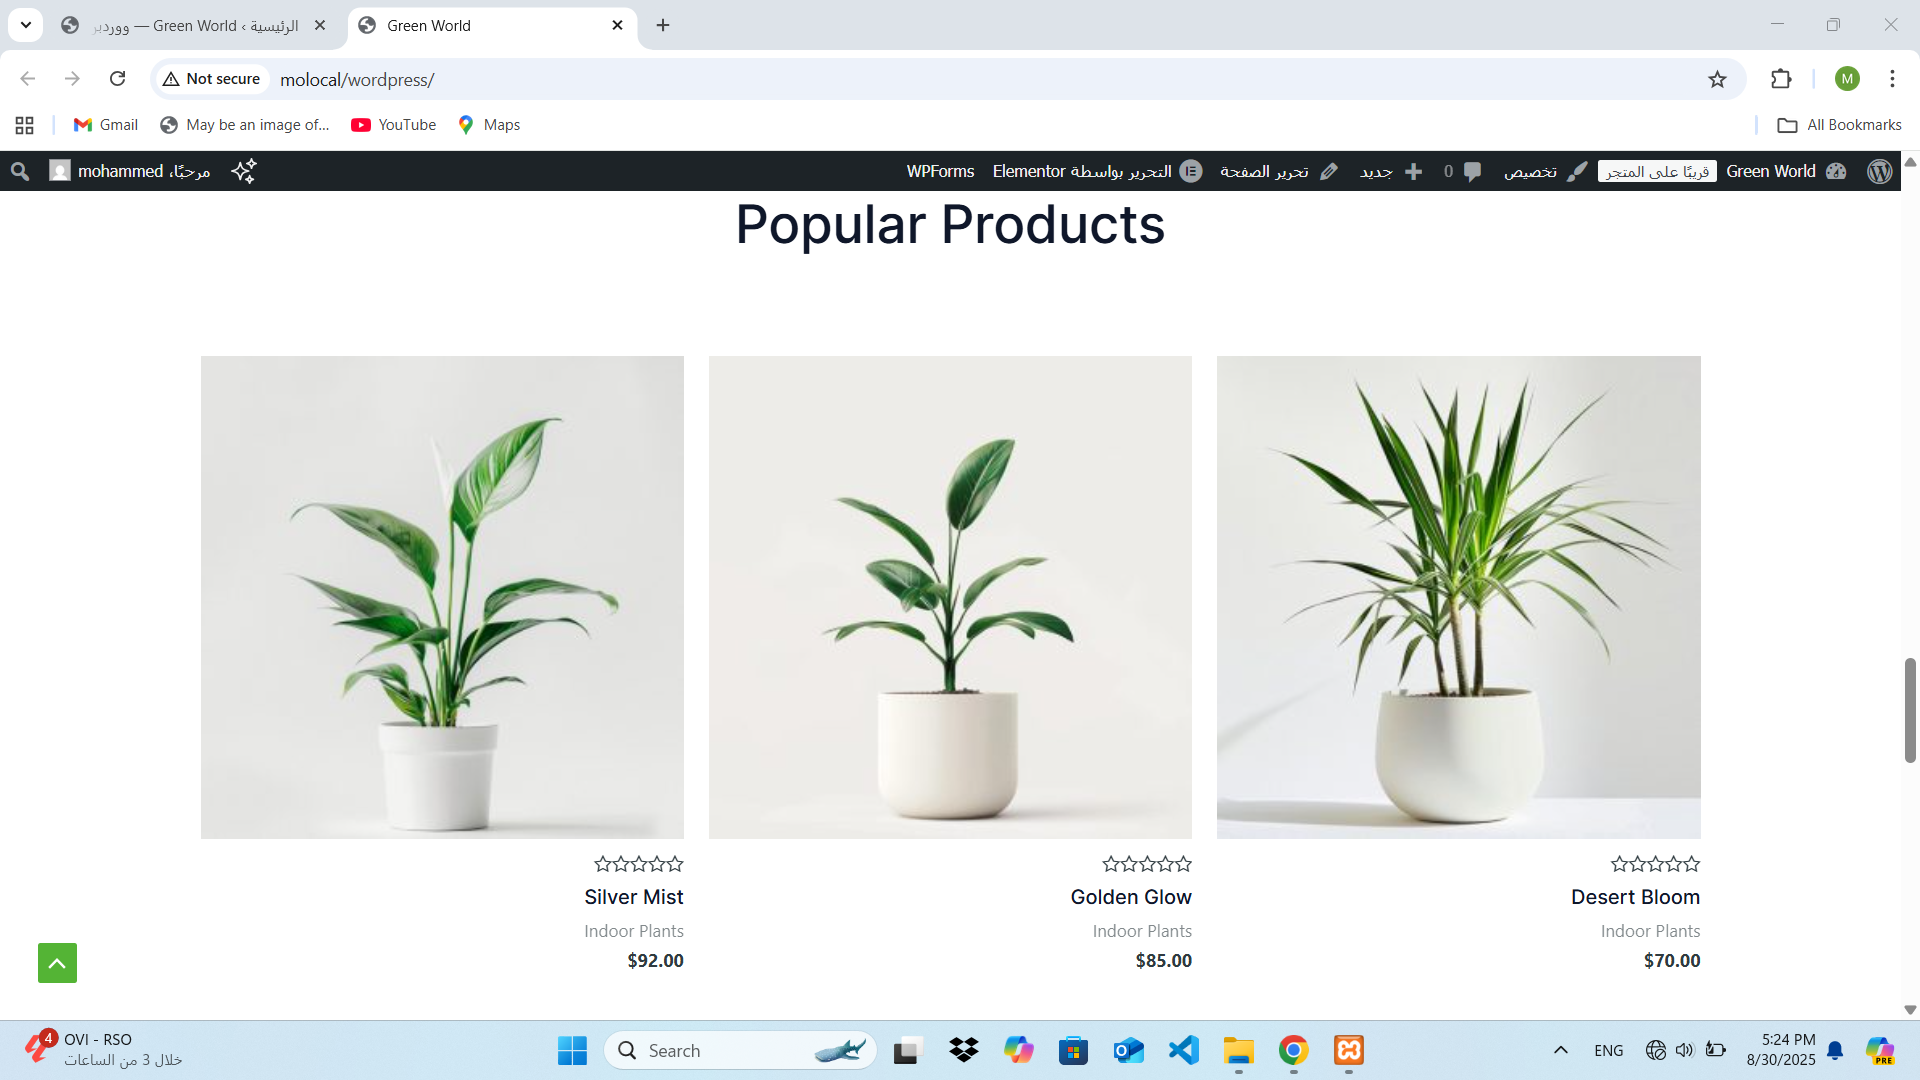 الرئيسية ‹ Green World — ووردبر
Green World
Not secure
molocal/wordpress/
M
Gmail
May be an image of...
YouTube
Maps
All Bookmarks
Green World
قريبًا على المتجر
تخصيص
0
جديد
تحرير الصفحة
التحرير بواسطة Elementor
WPForms
مرحبًا، mohammed
Popular Products
Silver Mist
Indoor Plants
$92.00
Golden Glow
Indoor Plants
$85.00
Desert Bloom
Indoor Plants
$70.00
4
OVI - RSO
خلال 3 من الساعات
Search
ENG
5:24 PM
8/30/2025
PRE